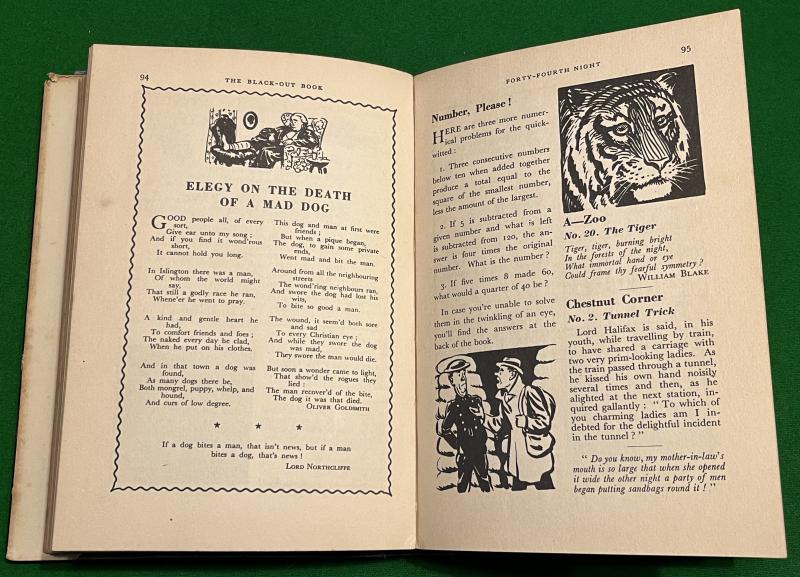 94
THE BLACK-OUT BOOK
ELEGY ON THE DEATH
OF A MAD DOG
GOOD people all, of every
sort,
Give ear unto my song;
And if you find it wond'rous
short,
It cannot hold you long.
In Islington there was a man,
Of whom the world might
say,
That still a godly race he ran,
Whene'er he went to pray.
A kind and gentle heart he
had,
To comfort friends and foes;
The naked every day he clad,
When he put on his clothes.
And in that town a dog was
found,
As many dogs there be,
Both mongrel, puppy, whelp, and
hound,
And curs of low degree.
This dog and man at first were
friends;
But when a pique began,
The dog, to gain some private
ends,
Went mad and bit the man.
Around from all the neighbouring
streets
The wond'ring neighbours ran,
And swore the dog had lost his
wits,
To bite so good a man.
The wound, it seem'd both sore
and sad
To every Christian eye;
And while they swore the dog
was mad,
They swore the man would die.
But soon a wonder came to light,
That show'd the rogues they
lied:
The man recover'd of the bite,
The dog it was that died.
OLIVER GOLDSMITH
If a dog bites a man, that isn't news, but if a man
bites a dog, that's news!
LORD NORTHCLIFFE
95
FORTY-FOURTH NIGHT
Number, Please!
HERE are three more numer-
ical problems for the quick-
witted:
1. Three consecutive numbers
below ten when added together
produce a total equal to the
square of the smallest number,
less the amount of the largest.
2. If 5 is subtracted from a
given number and what is left
is subtracted from 120, the an-
swer is four times the original
number. What is the number?
3. If five times 8 made 60,
what would a quarter of 40 be?
In case you're unable to solve
them in the twinkling of an eye,
you'll find the answers at the
back of the book.
A—Zoo
No. 20. The Tiger
Tiger, tiger, burning bright
In the forests of the night,
What immortal hand or eye
Could frame thy fearful symmetry?
WILLIAM BLAKE
Chestnut Corner
No. 2. Tunnel Trick
Lord Halifax is said, in his
youth, while travelling by train,
to have shared a carriage with
two very prim-looking ladies. As
the train passed through a tunnel,
he kissed his own hand noisily
several times and then, as he
alighted at the next station, in-
quired gallantly: "To which of
you charming ladies am I in-
debted for the delightful incident
in the tunnel?"
"Do you know, my mother-in-law's
mouth is so large that when she opened
it wide the other night a party of men
began putting sandbags round it!"